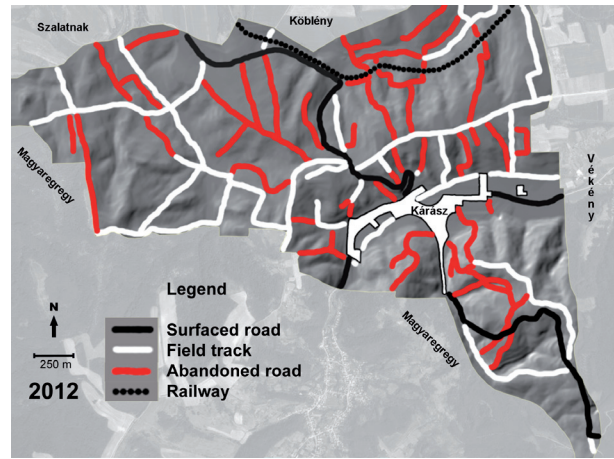 Szalatnak
Köblény
Magyaregregy
Vékény
Kárász
Magyaregregy
Legend
N
Surfaced road
Field track
250 m
Abandoned road
2012
Railway